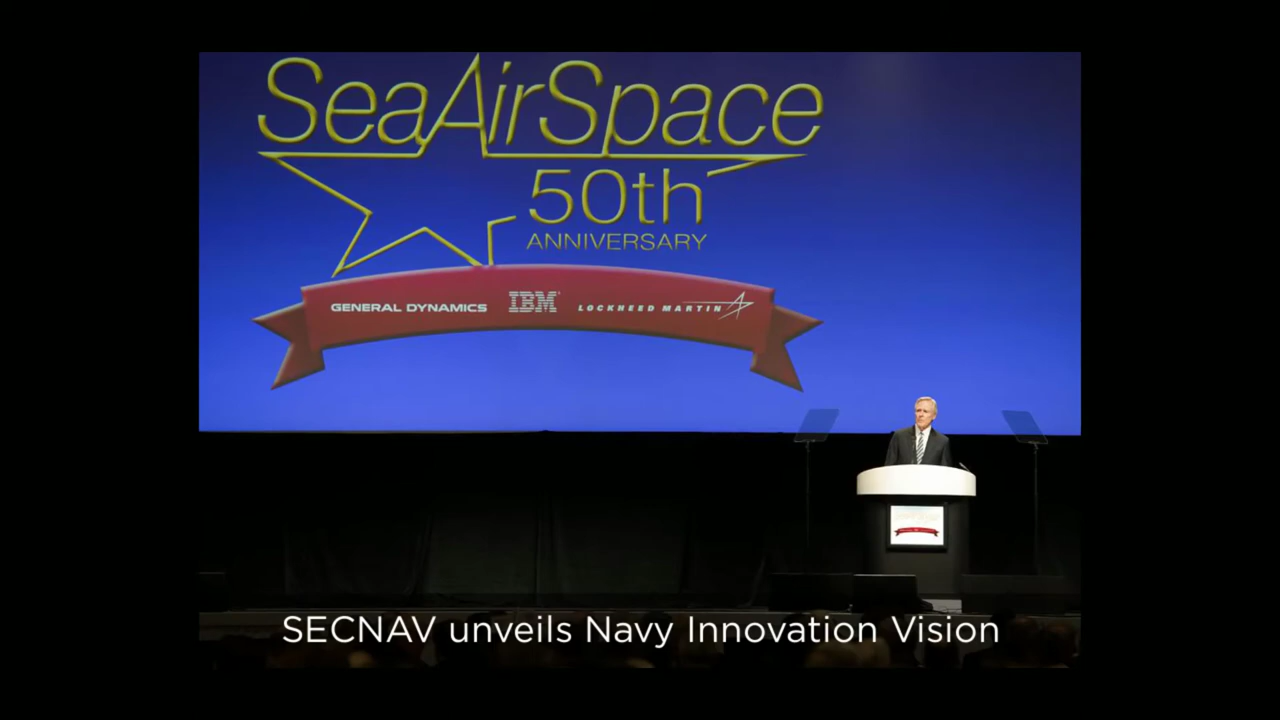 SeaAirSpace
50th
ANNIVERSARY
GENERAL DYNAMICS IBM LOCKHEED MARTIN
SECNAV unveils Navy Innovation Vision